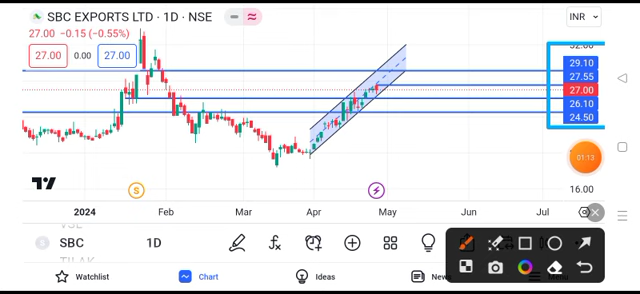 SBC EXPORTS LTD · 1D · NSE
INR
27.00 −0.15 (−0.55%)
27.00 0.00 27.00
32.00
29.10
27.55
27.00
26.10
24.50
01:13
16.00
S
2024 Feb Mar Apr May Jun Jul
SBC 1D
TILAK
Watchlist Chart Ideas News Menu